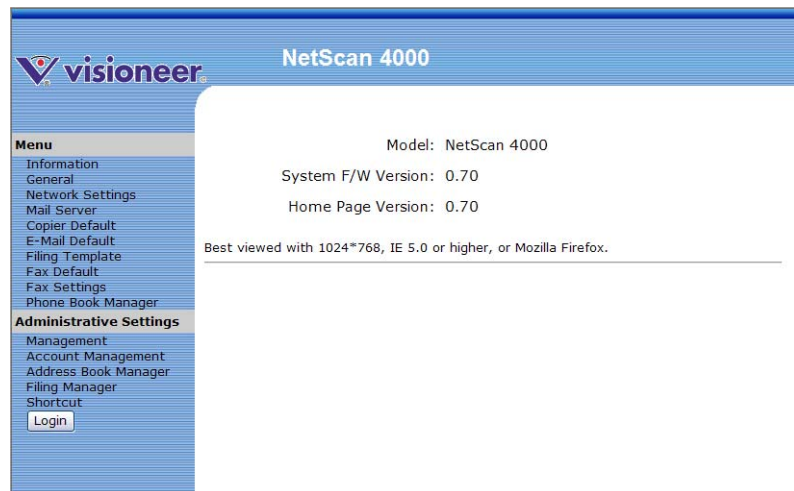 visioneer
NetScan 4000
Menu
Information
General
Network Settings
Mail Server
Copier Default
E-Mail Default
Filing Template
Fax Default
Fax Settings
Phone Book Manager
Administrative Settings
Management
Account Management
Address Book Manager
Filing Manager
Shortcut
Login
Model: NetScan 4000
System F/W Version: 0.70
Home Page Version: 0.70
Best viewed with 1024*768, IE 5.0 or higher, or Mozilla Firefox.